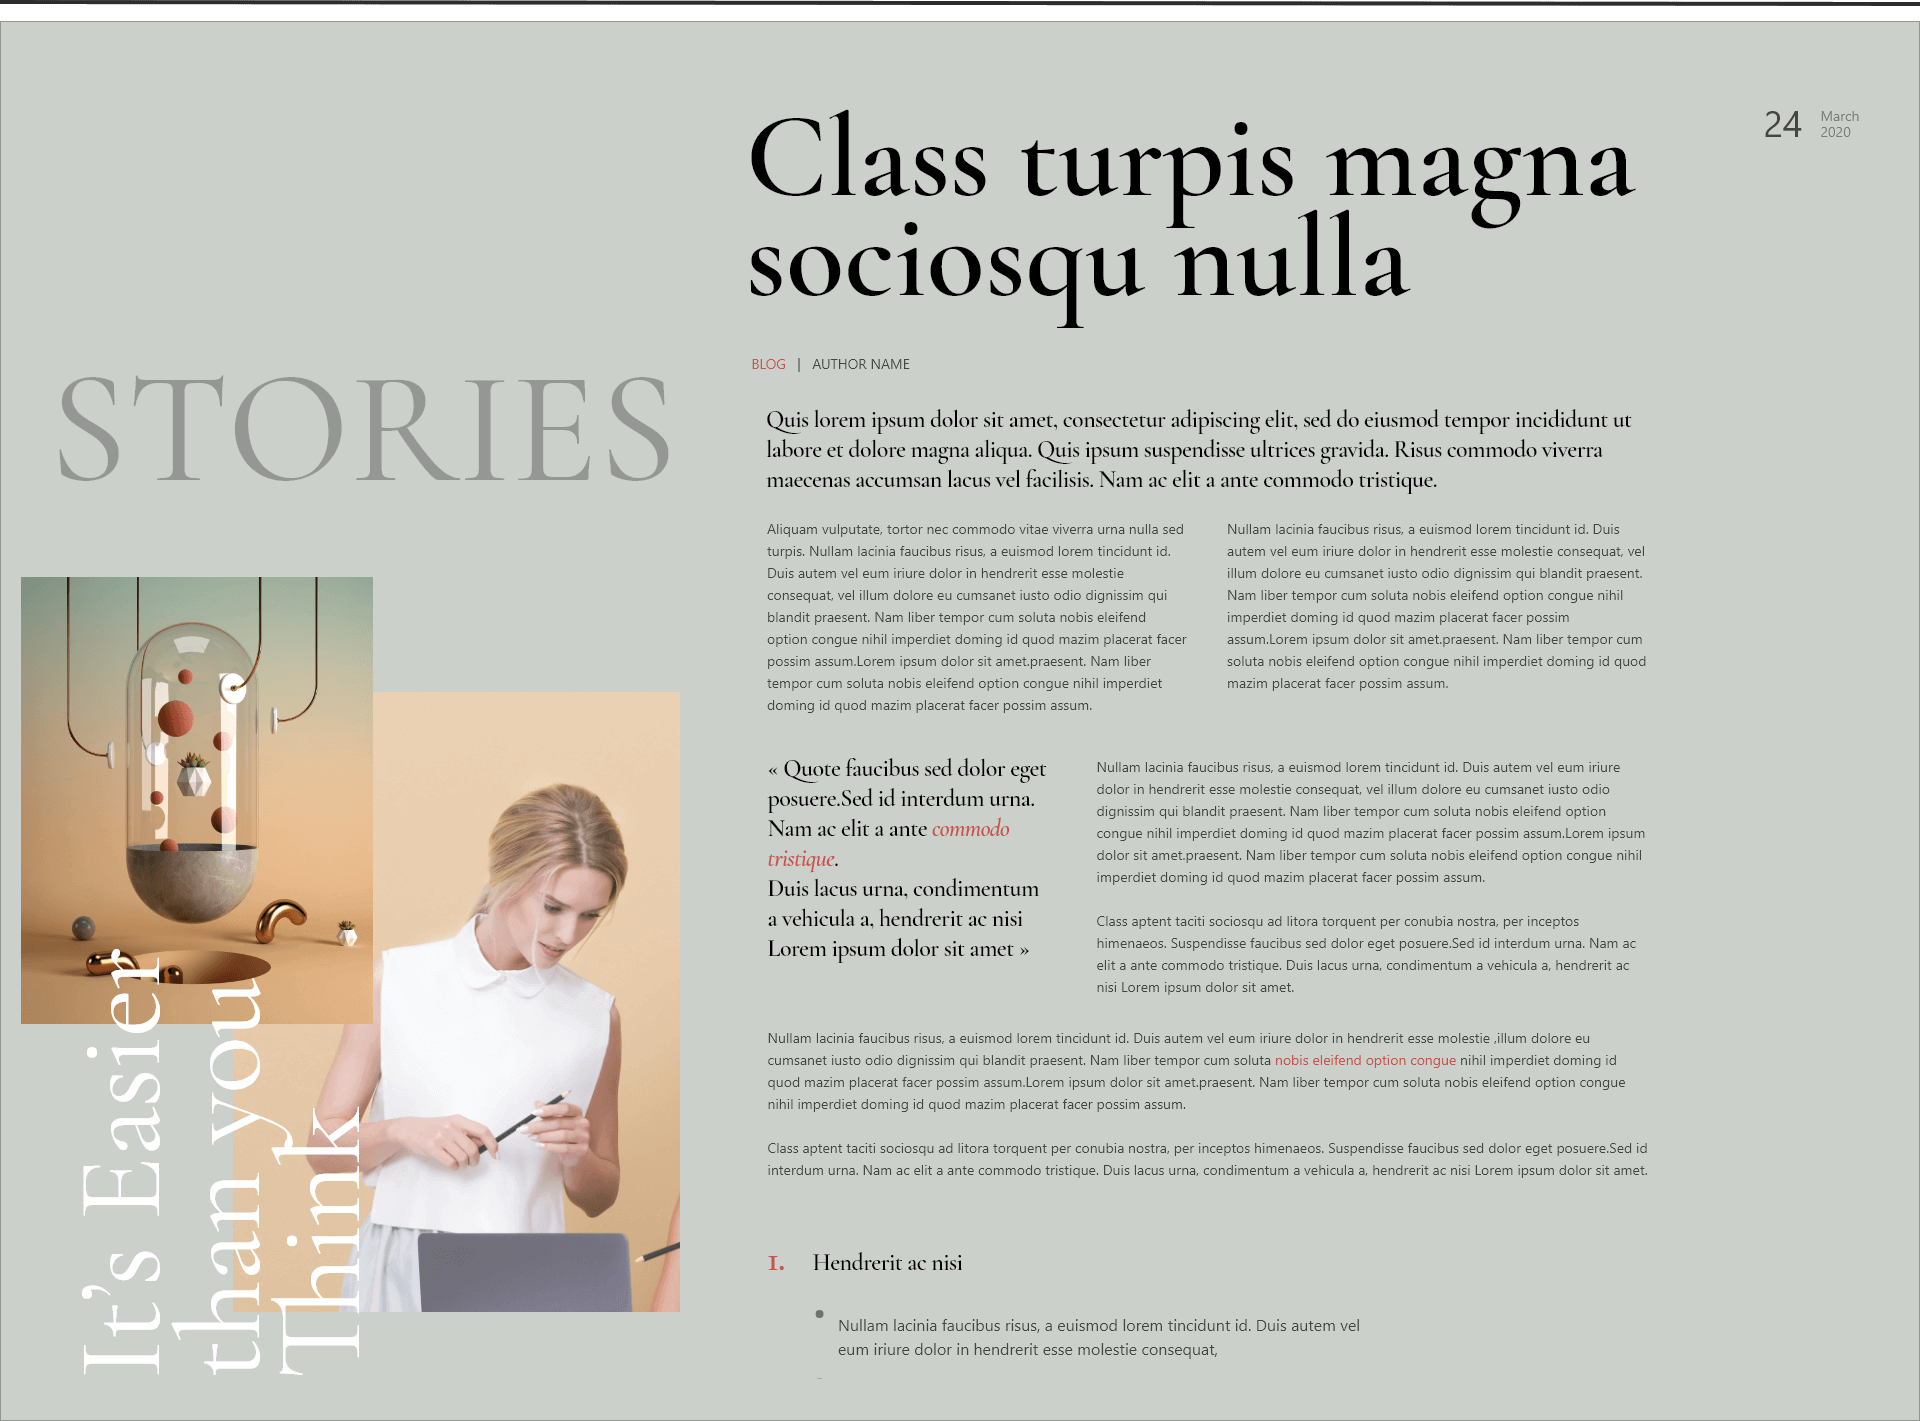 Class turpis magna
sociosqu nulla
24
March
2020
BLOG | AUTHOR NAME
STORIES
Quis lorem ipsum dolor sit amet, consectetur adipiscing elit, sed do eiusmod tempor incididunt ut
labore et dolore magna aliqua. Quis ipsum suspendisse ultrices gravida. Risus commodo viverra
maecenas accumsan lacus vel facilisis. Nam ac elit a ante commodo tristique.
Aliquam vulputate, tortor nec commodo vitae viverra urna nulla sed
turpis. Nullam lacinia faucibus risus, a euismod lorem tincidunt id.
Duis autem vel eum iriure dolor in hendrerit esse molestie
consequat, vel illum dolore eu cumsanet iusto odio dignissim qui
blandit praesent. Nam liber tempor cum soluta nobis eleifend
option congue nihil imperdiet doming id quod mazim placerat facer
possim assum.Lorem ipsum dolor sit amet.praesent. Nam liber
tempor cum soluta nobis eleifend option congue nihil imperdiet
doming id quod mazim placerat facer possim assum.
Nullam lacinia faucibus risus, a euismod lorem tincidunt id. Duis
autem vel eum iriure dolor in hendrerit esse molestie consequat, vel
illum dolore eu cumsanet iusto odio dignissim qui blandit praesent.
Nam liber tempor cum soluta nobis eleifend option congue nihil
imperdiet doming id quod mazim placerat facer possim
assum.Lorem ipsum dolor sit amet.praesent. Nam liber tempor cum
soluta nobis eleifend option congue nihil imperdiet doming id quod
mazim placerat facer possim assum.
« Quote faucibus sed dolor eget
posuere.Sed id interdum urna.
Nam ac elit a ante commodo
tristique.
Duis lacus urna, condimentum
a vehicula a, hendrerit ac nisi
Lorem ipsum dolor sit amet »
Nullam lacinia faucibus risus, a euismod lorem tincidunt id. Duis autem vel eum iriure
dolor in hendrerit esse molestie consequat, vel illum dolore eu cumsanet iusto odio
dignissim qui blandit praesent. Nam liber tempor cum soluta nobis eleifend option
congue nihil imperdiet doming id quod mazim placerat facer possim assum.Lorem ipsum
dolor sit amet.praesent. Nam liber tempor cum soluta nobis eleifend option congue nihil
imperdiet doming id quod mazim placerat facer possim assum.
Class aptent taciti sociosqu ad litora torquent per conubia nostra, per inceptos
himenaeos. Suspendisse faucibus sed dolor eget posuere.Sed id interdum urna. Nam ac
elit a ante commodo tristique. Duis lacus urna, condimentum a vehicula a, hendrerit ac
nisi Lorem ipsum dolor sit amet.
Nullam lacinia faucibus risus, a euismod lorem tincidunt id. Duis autem vel eum iriure dolor in hendrerit esse molestie ,illum dolore eu
cumsanet iusto odio dignissim qui blandit praesent. Nam liber tempor cum soluta nobis eleifend option congue nihil imperdiet doming id
quod mazim placerat facer possim assum.Lorem ipsum dolor sit amet.praesent. Nam liber tempor cum soluta nobis eleifend option congue
nihil imperdiet doming id quod mazim placerat facer possim assum.
Class aptent taciti sociosqu ad litora torquent per conubia nostra, per inceptos himenaeos. Suspendisse faucibus sed dolor eget posuere.Sed id
interdum urna. Nam ac elit a ante commodo tristique. Duis lacus urna, condimentum a vehicula a, hendrerit ac nisi Lorem ipsum dolor sit amet.
1. Hendrerit ac nisi
Nullam lacinia faucibus risus, a euismod lorem tincidunt id. Duis autem vel
eum iriure dolor in hendrerit esse molestie consequat,
It's Easier
than you
Think